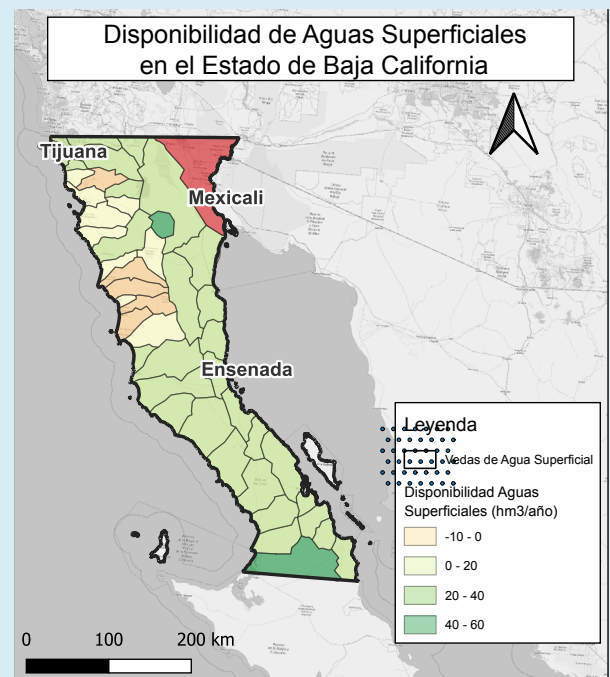 Disponibilidad de Aguas Superficiales
en el Estado de Baja California
Tijuana
Mexicali
Ensenada
Leyenda
Vedas de Agua Superficial
Disponibilidad Aguas
Superficiales (hm3/año)
-10 - 0
0 - 20
20 - 40
40 - 60
0 100 200 km